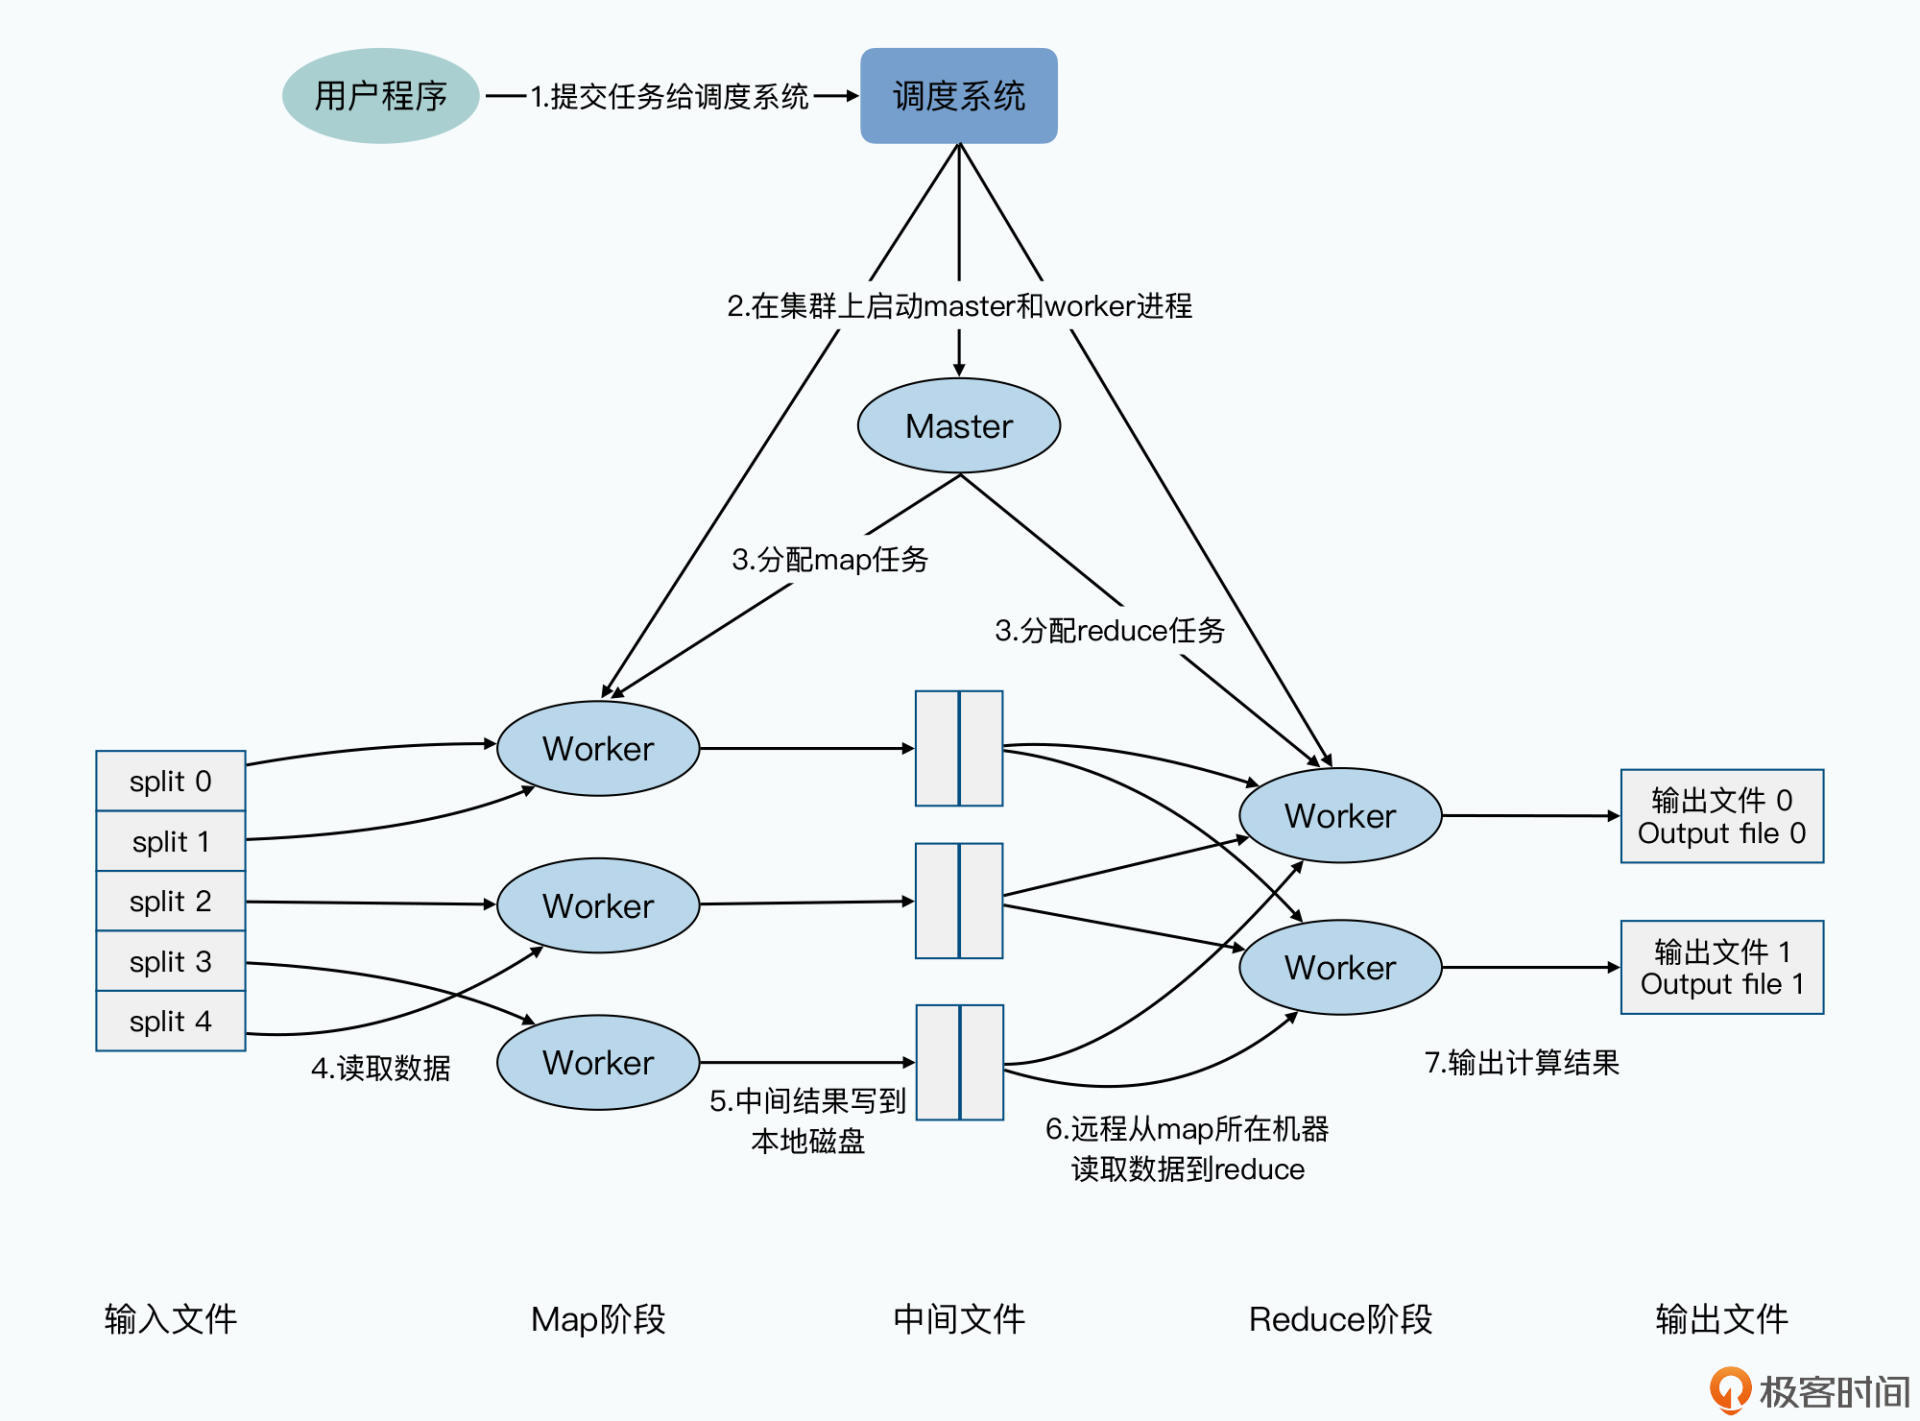 用户程序
1.提交任务给调度系统
调度系统
2.在集群上启动master和worker进程
Master
3.分配map任务
3.分配reduce任务
split 0
split 1
split 2
split 3
split 4
Worker
Worker
Worker
4.读取数据
5.中间结果写到
本地磁盘
Worker
Worker
6.远程从map所在机器
读取数据到reduce
输出文件 0
Output file 0
输出文件 1
Output file 1
7.输出计算结果
输入文件
Map阶段
中间文件
Reduce阶段
输出文件
极客时间